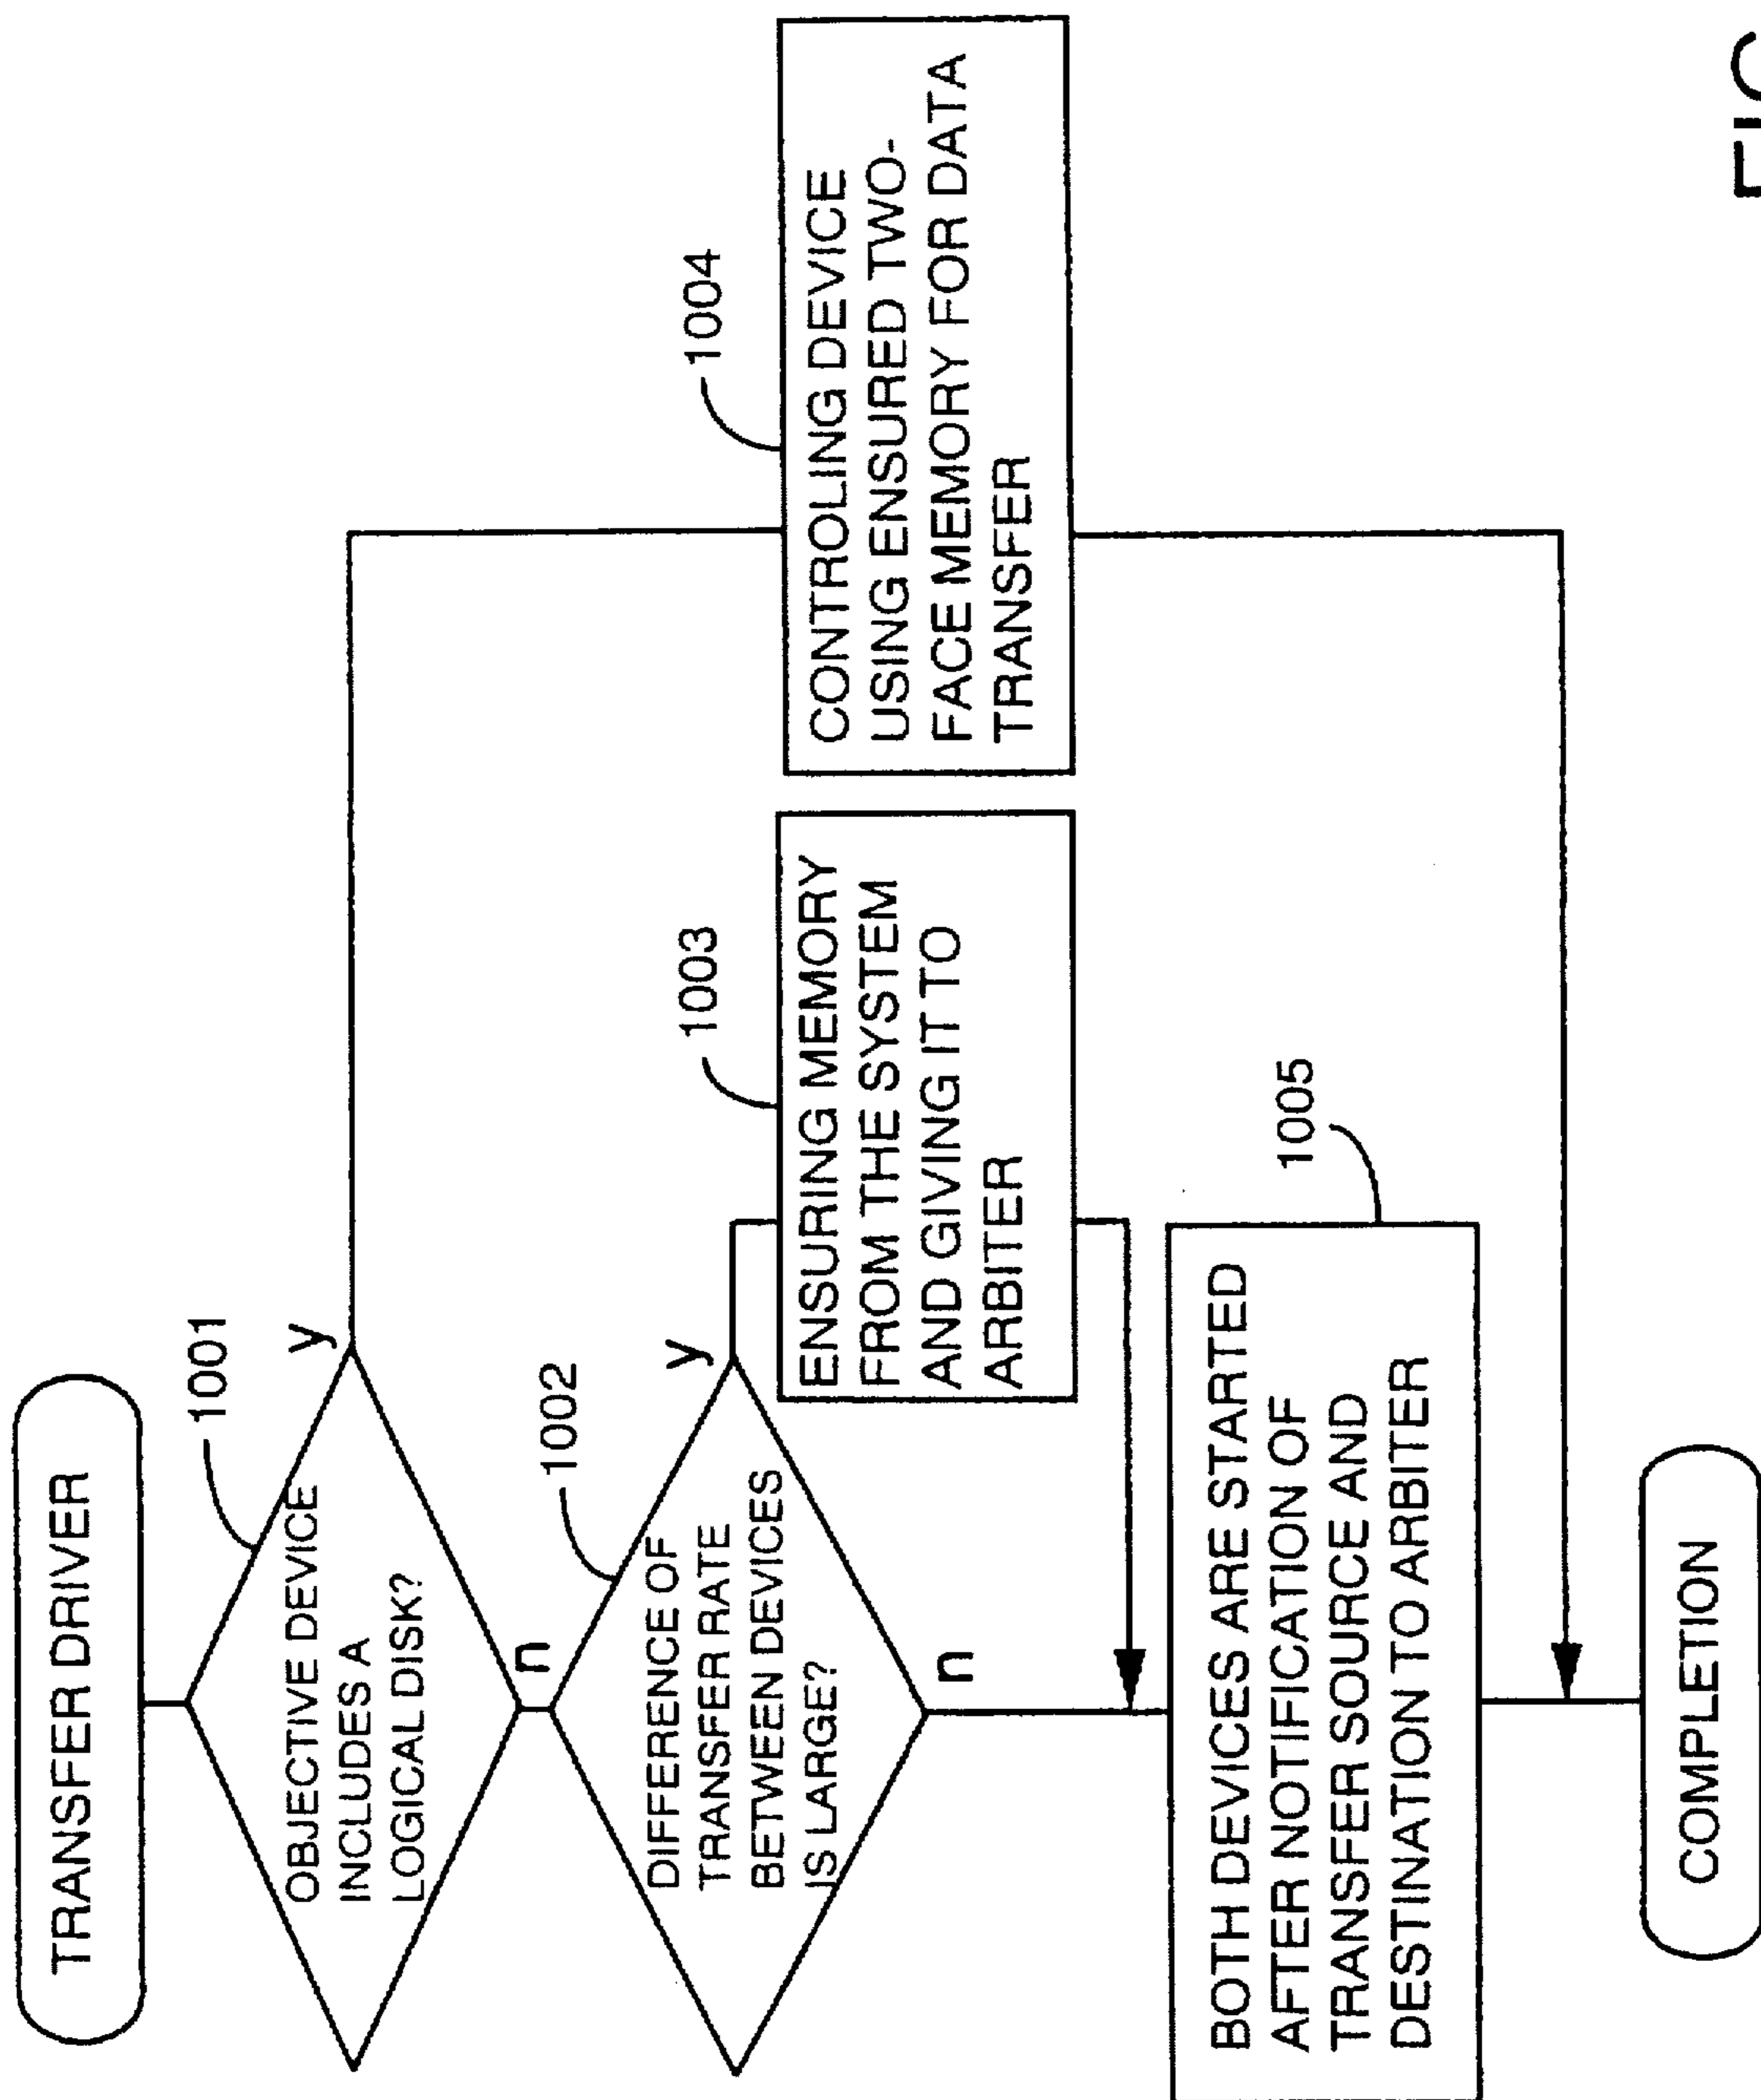 TRANSFER DRIVER
1001
OBJECTIVE DEVICE
INCLUDES A
LOGICAL DISK?
y
n
1002
DIFFERENCE OF
TRANSFER RATE
BETWEEN DEVICES
IS LARGE?
y
n
1003
ENSURING MEMORY
FROM THE SYSTEM
AND GIVING IT TO
ARBITER
1004
CONTROLING DEVICE
USING ENSURED TWO-
FACE MEMORY FOR DATA
TRANSFER
1005
BOTH DEVICES ARE STARTED
AFTER NOTIFICATION OF
TRANSFER SOURCE AND
DESTINATION TO ARBITER
COMPLETION